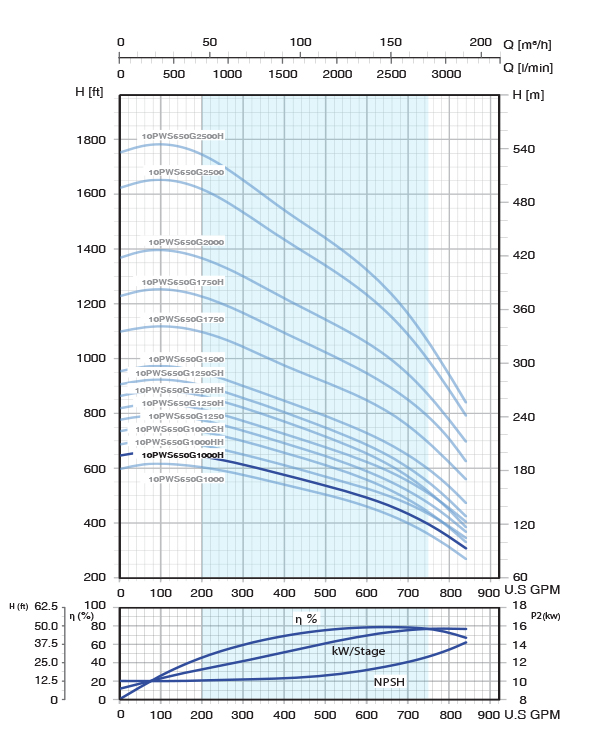 0 50 100 150 200 Q [m³/h]
0 500 1000 1500 2000 2500 3000 Q [l/min]
H [ft] H [m]
10PWS650G2500H
1800 540
10PWS650G2500
1600 480
10PWS650G2000
1400 420
10PWS650G1750H
1200 360
10PWS650G1750
1000 300
10PWS650G1500
10PWS650G1250SH
10PWS650G1250HH
10PWS650G1250H
800 240
10PWS650G1250
10PWS650G1000SH
10PWS650G1000HH
10PWS650G1000H
600 180
10PWS650G1000
400 120
200 60
0 100 200 300 400 500 600 700 800 900 U.S GPM
H (ft) 62.5 100 18
η (%) η % P2(kw)
50.0 80 16
37.5 60 kW/Stage 14
25.0 40 12
12.5 20 NPSH 10
0 0 8
0 100 200 300 400 500 600 700 800 900 U.S GPM